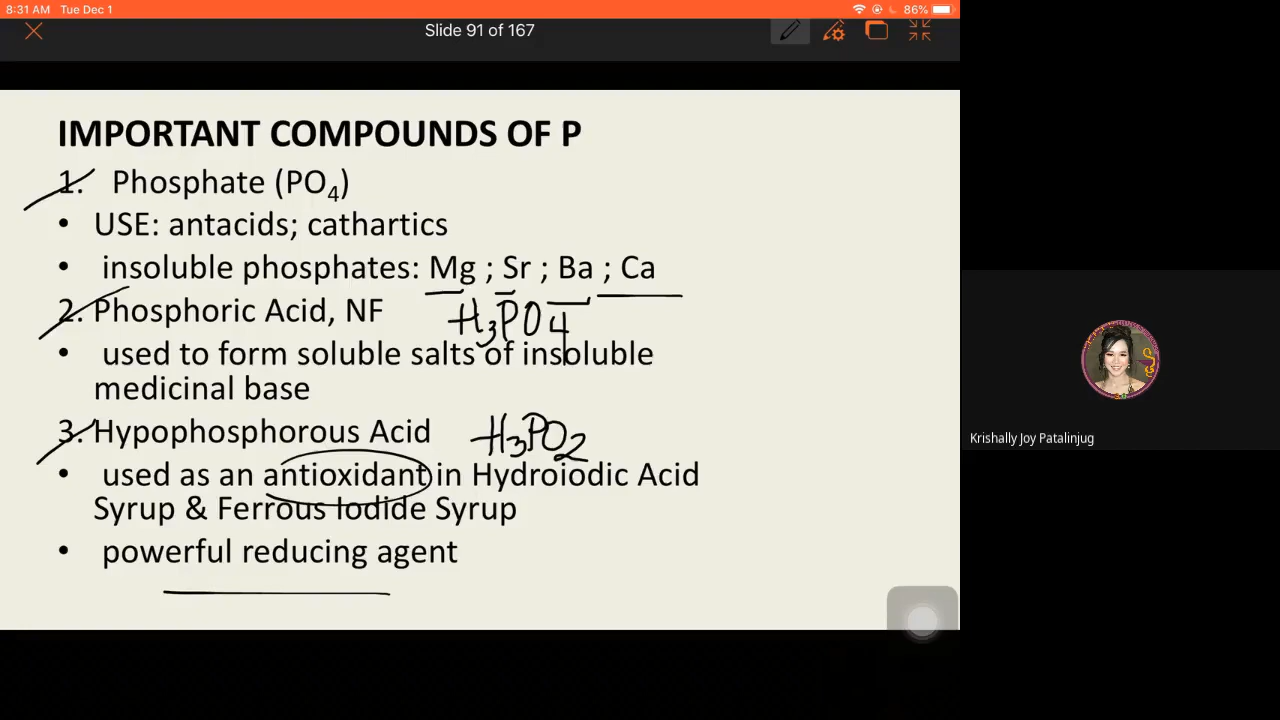 8:31 AM Tue Dec 1
86%
Slide 91 of 167
IMPORTANT COMPOUNDS OF P
1. Phosphate (PO4)
• USE: antacids; cathartics
• insoluble phosphates: Mg ; Sr ; Ba ; Ca
2. Phosphoric Acid, NF H3PO4
• used to form soluble salts of insoluble
medicinal base
3. Hypophosphorous Acid H3PO2
• used as an antioxidant in Hydroiodic Acid
Syrup & Ferrous Iodide Syrup
• powerful reducing agent
Krishally Joy Patalinjug